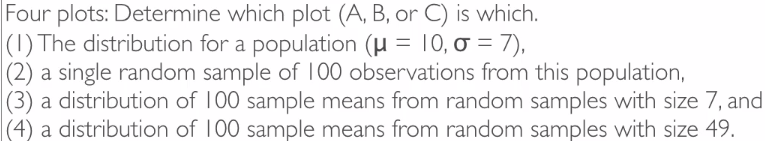 Four plots: Determine which plot (A, B, or C) is which.
(1) The distribution for a population (μ = 10, σ = 7),
(2) a single random sample of 100 observations from this population,
(3) a distribution of 100 sample means from random samples with size 7, and
(4) a distribution of 100 sample means from random samples with size 49.